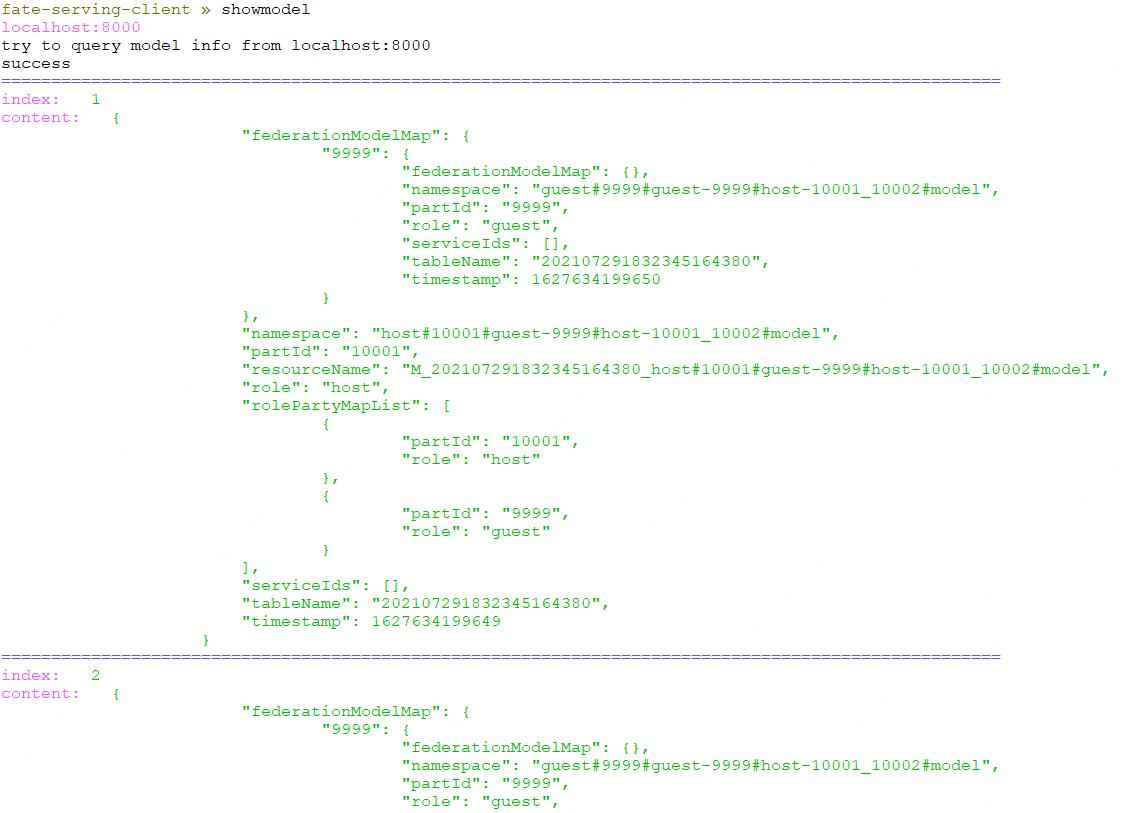 fate-serving-client » showmodel
localhost:8000
try to query model info from localhost:8000
success
====================================================================================================
index:   1
content:   {
"federationModelMap": {
"9999": {
"federationModelMap": {},
"namespace": "guest#9999#guest-9999#host-10001_10002#model",
"partId": "9999",
"role": "guest",
"serviceIds": [],
"tableName": "202107291832345164380",
"timestamp": 1627634199650
}
},
"namespace": "host#10001#guest-9999#host-10001_10002#model",
"partId": "10001",
"resourceName": "M_202107291832345164380_host#10001#guest-9999#host-10001_10002#model",
"role": "host",
"rolePartyMapList": [
{
"partId": "10001",
"role": "host"
},
{
"partId": "9999",
"role": "guest"
}
],
"serviceIds": [],
"tableName": "202107291832345164380",
"timestamp": 1627634199649
}
====================================================================================================
index:   2
content:   {
"federationModelMap": {
"9999": {
"federationModelMap": {},
"namespace": "guest#9999#guest-9999#host-10001_10002#model",
"partId": "9999",
"role": "guest",